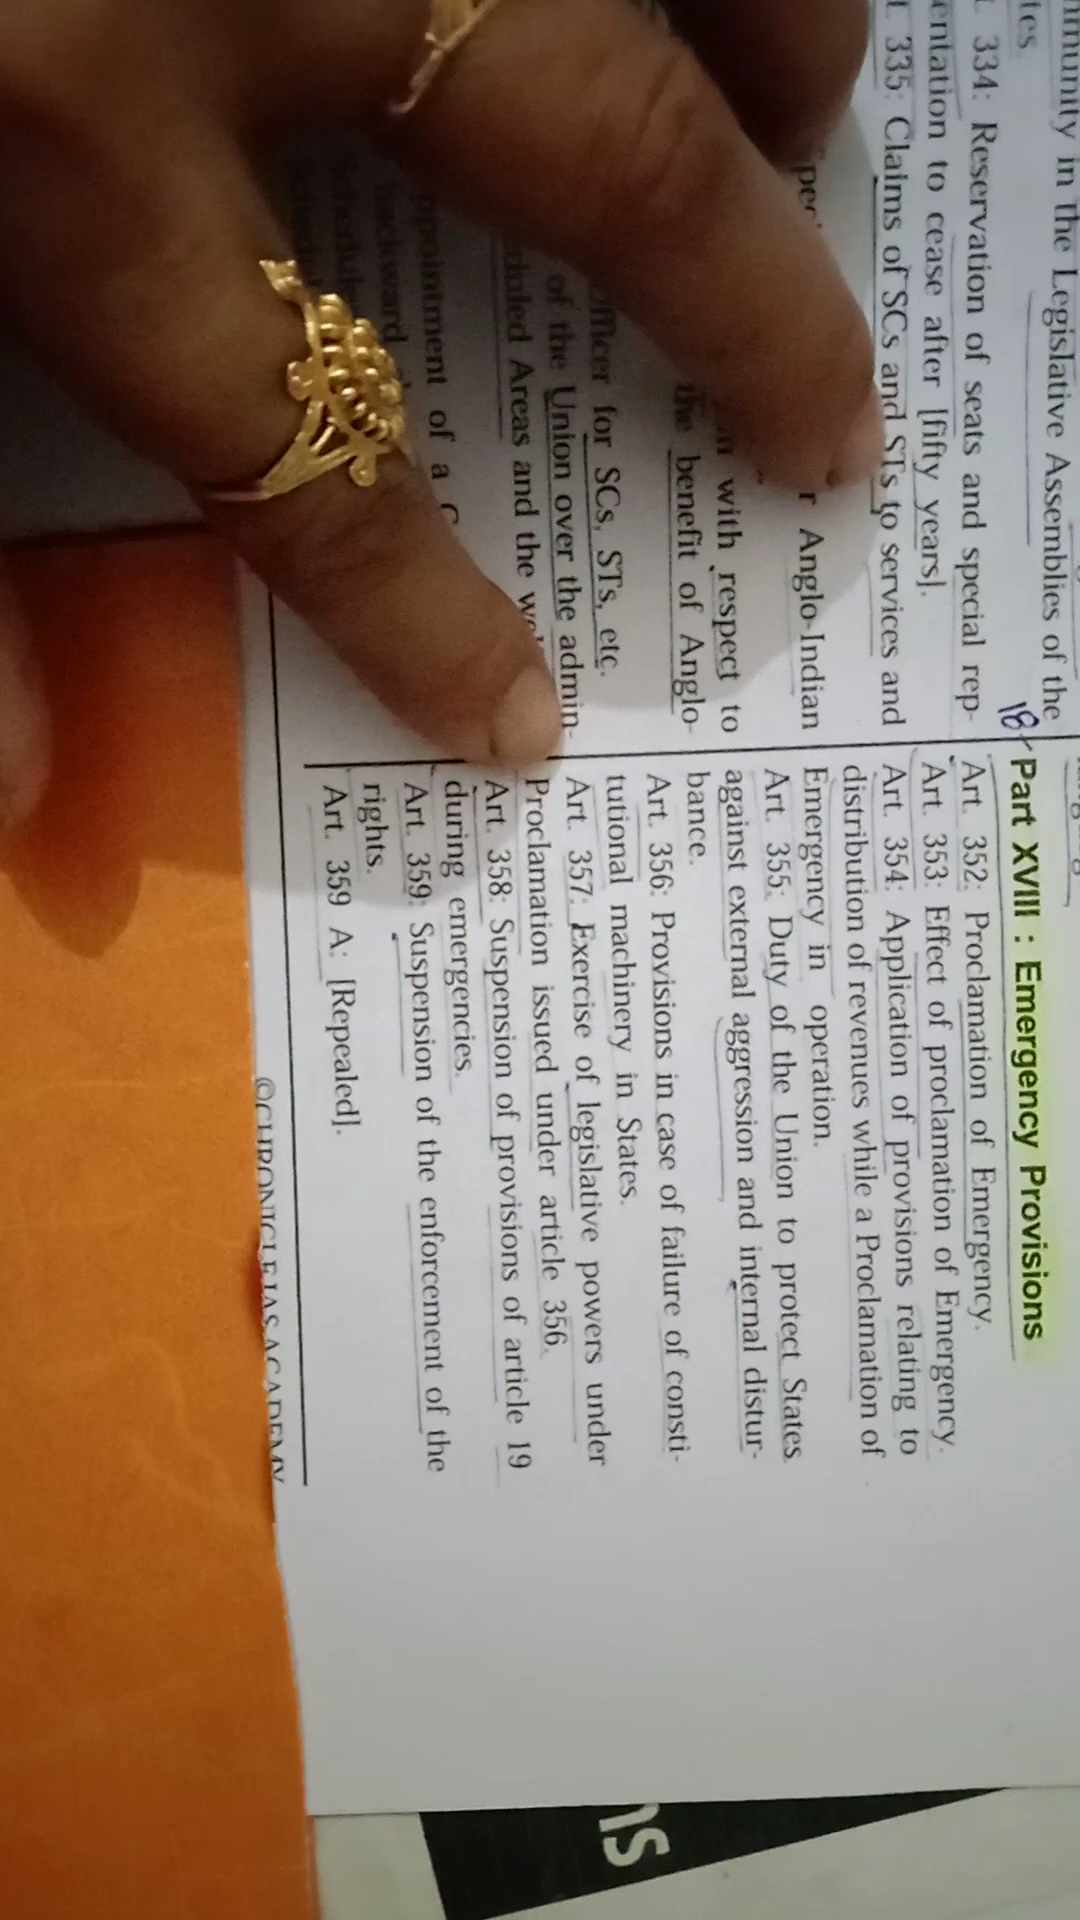 munity in the Legislative Assemblies of the
tes
334: Reservation of seats and special rep-
entation to cease after [fifty years].
t. 335: Claims of SCs and STs to services and
r Anglo-Indian
with respect to
the benefit of Anglo-
for SCs, STs, etc.
of the Union over the admin-
Areas and the
ppointment of a
backward
18
Part XVIII : Emergency Provisions
Art. 352: Proclamation of Emergency.
Art. 353: Effect of proclamation of Emergency.
Art. 354: Application of provisions relating to
distribution of revenues while a Proclamation of
Emergency in operation.
Art. 355: Duty of the Union to protect States
against external aggression and internal distur-
bance.
Art. 356: Provisions in case of failure of consti-
tutional machinery in States.
Art. 357: Exercise of legislative powers under
Proclamation issued under article 356.
Art. 358: Suspension of provisions of article 19
during emergencies.
Art. 359: Suspension of the enforcement of the
rights.
Art. 359 A: [Repealed].
©CHRONICLE IAS ACADEMY